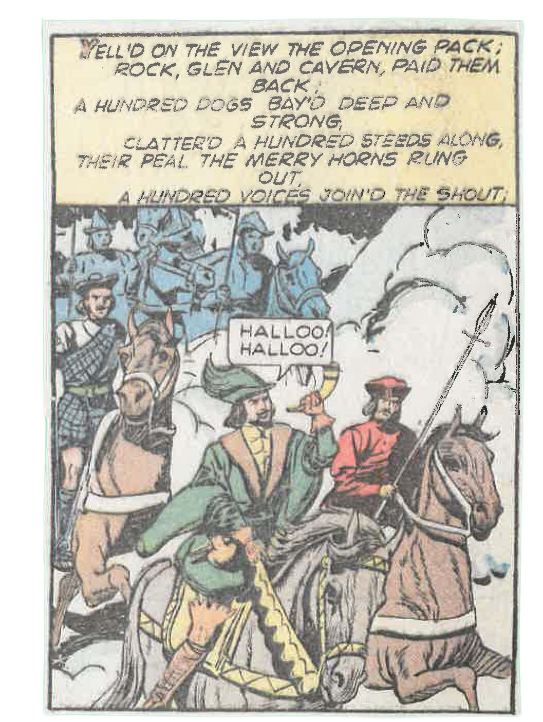 YELL'D ON THE VIEW THE OPENING PACK;
ROCK, GLEN AND CAVERN, PAID THEM
BACK;
A HUNDRED DOGS BAY'D DEEP AND
STRONG,
CLATTER'D A HUNDRED STEEDS ALONG,
THEIR PEAL THE MERRY HORNS RUNG
OUT,
A HUNDRED VOICES JOIN'D THE SHOUT;
HALLOO!
HALLOO!